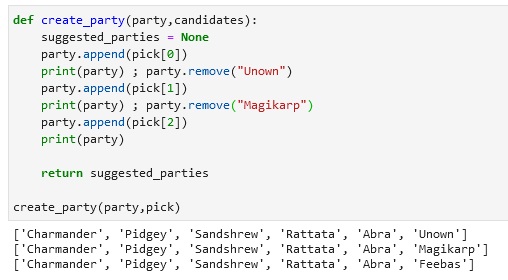 def create_party(party,candidates):
    suggested_parties = None
    party.append(pick[0])
    print(party) ; party.remove("Unown")
    party.append(pick[1])
    print(party) ; party.remove("Magikarp")
    party.append(pick[2])
    print(party)

    return suggested_parties

create_party(party,pick)
['Charmander', 'Pidgey', 'Sandshrew', 'Rattata', 'Abra', 'Unown']
['Charmander', 'Pidgey', 'Sandshrew', 'Rattata', 'Abra', 'Magikarp']
['Charmander', 'Pidgey', 'Sandshrew', 'Rattata', 'Abra', 'Feebas']